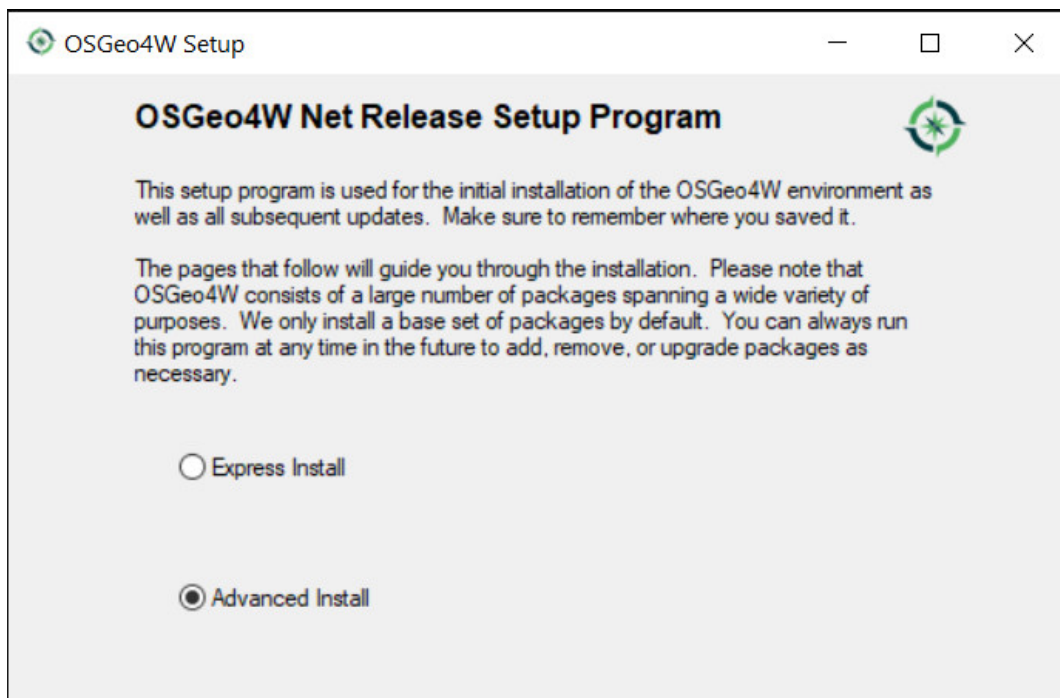 OSGeo4W Setup
OSGeo4W Net Release Setup Program
This setup program is used for the initial installation of the OSGeo4W environment as
well as all subsequent updates.  Make sure to remember where you saved it.
The pages that follow will guide you through the installation.  Please note that
OSGeo4W consists of a large number of packages spanning a wide variety of
purposes.  We only install a base set of packages by default.  You can always run
this program at any time in the future to add, remove, or upgrade packages as
necessary.
Express Install
Advanced Install